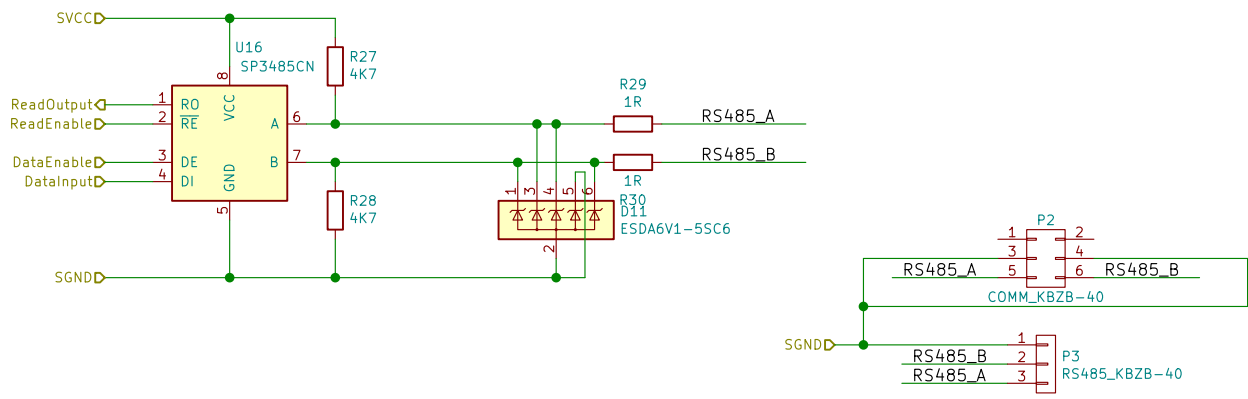 SVCC
U16
SP3485CN
R27
4K7
8
VCC
ReadOutput
1
RO
ReadEnable
2
RE
A
6
DataEnable
3
DE
B
7
DataInput
4
DI
GND
5
R28
4K7
SGND
R29
1R
RS485_A
RS485_B
1R
R30
1
3
4
5
6
D11
ESDA6V1-5SC6
2
P2
1
2
3
4
RS485_A
5
6
RS485_B
COMM_KBZB-40
SGND
1
RS485_B
2
P3
RS485_A
3
RS485_KBZB-40